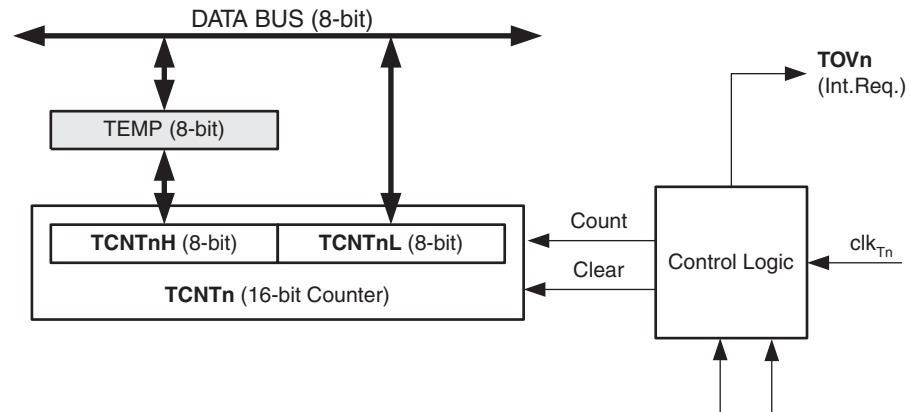 DATA BUS (8-bit)
TOVn
(Int.Req.)
TEMP (8-bit)
TCNTnH (8-bit)
TCNTnL (8-bit)
TCNTn (16-bit Counter)
Count
Clear
Control Logic
clkTn